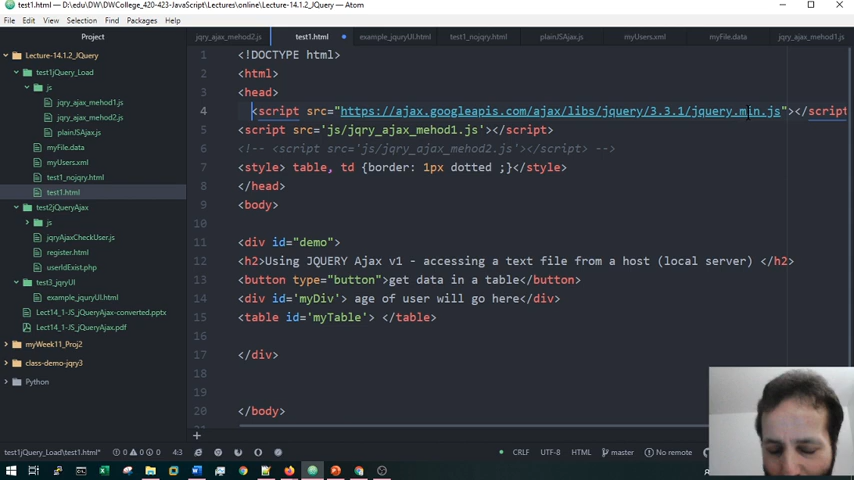 test1.html — D:\edu\DW\DWCollege_420-423-JavaScript\Lectures\online\Lecture-14.1.2_JQuery — Atom
File Edit View Selection Find Packages Help
Project
Lecture-14.1.2_JQuery
test1jQuery_Load
js
jqry_ajax_mehod1.js
jqry_ajax_mehod2.js
plainJSAjax.js
myFile.data
myUsers.xml
test1_nojqry.html
test1.html
test2jQueryAjax
js
jqryAjaxCheckUser.js
register.html
userIdExist.php
test3_jqryUI
example_jquryUI.html
Lect14_1-JS_jQueryAjax-converted.pptx
Lect14_1-JS_jQueryAjax.pdf
myWeek11_Proj2
class-demo-jqry3
Python
jqry_ajax_mehod2.js test1.html example_jquryUI.html test1_nojqry.html plainJSAjax.js myUsers.xml myFile.data jqry_ajax_mehod1.js
1 <!DOCTYPE html>
2 <html>
3 <head>
4 <script src="https://ajax.googleapis.com/ajax/libs/jquery/3.3.1/jquery.min.js"></script
5 <script src='js/jqry_ajax_mehod1.js'></script>
6 <!-- <script src='js/jqry_ajax_mehod2.js'></script> -->
7 <style> table, td {border: 1px dotted ;}</style>
8 </head>
9 <body>
10
11 <div id="demo">
12 <h2>Using JQUERY Ajax v1 - accessing a text file from a host (local server) </h2>
13 <button type="button">get data in a table</button>
14 <div id='myDiv'> age of user will go here</div>
15 <table id='myTable'> </table>
16
17 </div>
18
19
20 </body>
test1jQuery_Load\test1.html* 0 0 0 4:3 CRLF UTF-8 HTML master No remote